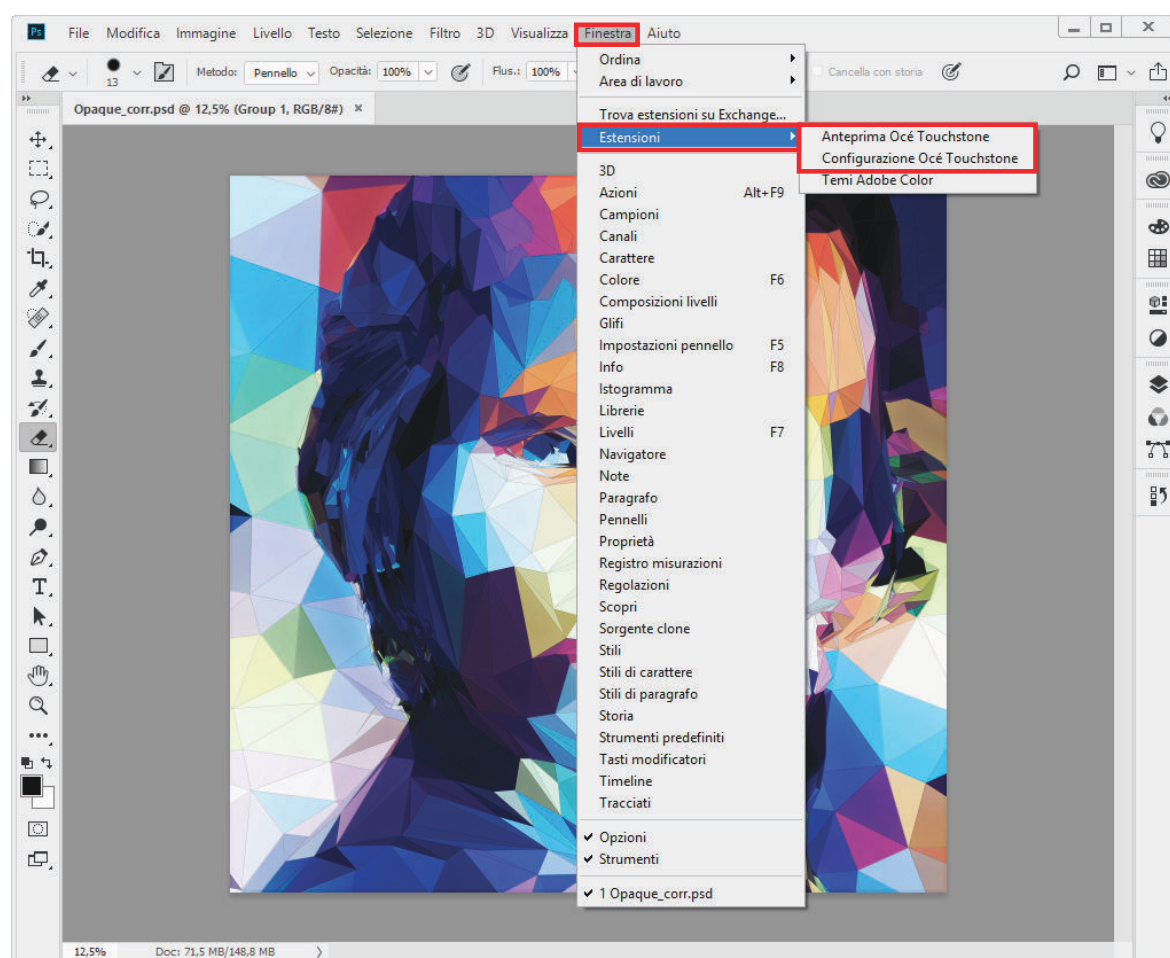 Ps File Modifica Immagine Livello Testo Selezione Filtro 3D Visualizza Finestra Aiuto
13 Metodo: Pennello Opacità: 100% Flus.: 100% Cancella con storia
Opaque_corr.psd @ 12,5% (Group 1, RGB/8#) ×
Ordina
Area di lavoro
Trova estensioni su Exchange...
Estensioni
Anteprima Océ Touchstone
Configurazione Océ Touchstone
Temi Adobe Color
3D
Azioni Alt+F9
Campioni
Canali
Carattere
Colore F6
Composizioni livelli
Glifi
Impostazioni pennello F5
Info F8
Istogramma
Librerie
Livelli F7
Navigatore
Note
Paragrafo
Pennelli
Proprietà
Registro misurazioni
Regolazioni
Scopri
Sorgente clone
Stili
Stili di carattere
Stili di paragrafo
Storia
Strumenti predefiniti
Tasti modificatori
Timeline
Tracciati
Opzioni
Strumenti
1 Opaque_corr.psd
12,5% Doc: 71,5 MB/148,8 MB